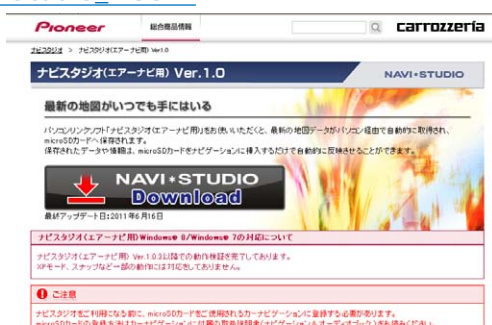 Pioneer
総合商品情報
carrozzeria
ナビスタジオ > ナビスタジオ(エアーナビ用) Ver1.0
ナビスタジオ(エアーナビ用) Ver.1.0
NAVI*STUDIO
最新の地図がいつでも手にはいる
パソコンリンクソフト「ナビスタジオ(エアーナビ用)」をお使いいただくと、最新の地図データがパソコン経由で自動的に取得され、
microSDカードへ保存されます。
保存されたデータや情報は、microSDカードをナビゲーションに挿入するだけで自動的に反映させることができます。
NAVI*STUDIO
Download
最終アップデート日:2011年6月16日
ナビスタジオ(エアーナビ用)Windows® 8/Windows® 7の対応について
ナビスタジオ(エアーナビ用) Ver.1.0.3以降での動作検証を完了しております。
XPモード、スナップなど一部の動作には対応をしておりません。
ご注意
ナビスタジオをご利用になる前に、microSDカードをご使用されるカーナビゲーションに登録する必要があります。